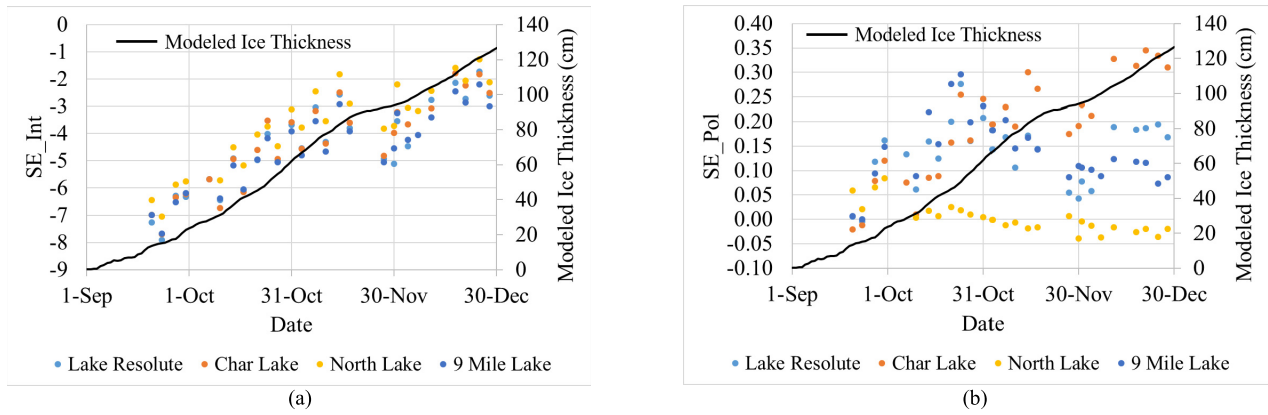 0
-1
-2
-3
-4
-5
-6
-7
-8
-9
SE_Int
Modeled Ice Thickness
140
120
100
80
60
40
20
0
Modeled Ice Thickness (cm)
1-Sep 1-Oct 31-Oct 30-Nov 30-Dec
Date
Lake Resolute Char Lake North Lake 9 Mile Lake
(a)
0.40
0.35
0.30
0.25
0.20
0.15
0.10
0.05
0.00
-0.05
-0.10
SE_Pol
Modeled Ice Thickness
140
120
100
80
60
40
20
0
Modeled Ice Thickness (cm)
1-Sep 1-Oct 31-Oct 30-Nov 30-Dec
Date
Lake Resolute Char Lake North Lake 9 Mile Lake
(b)